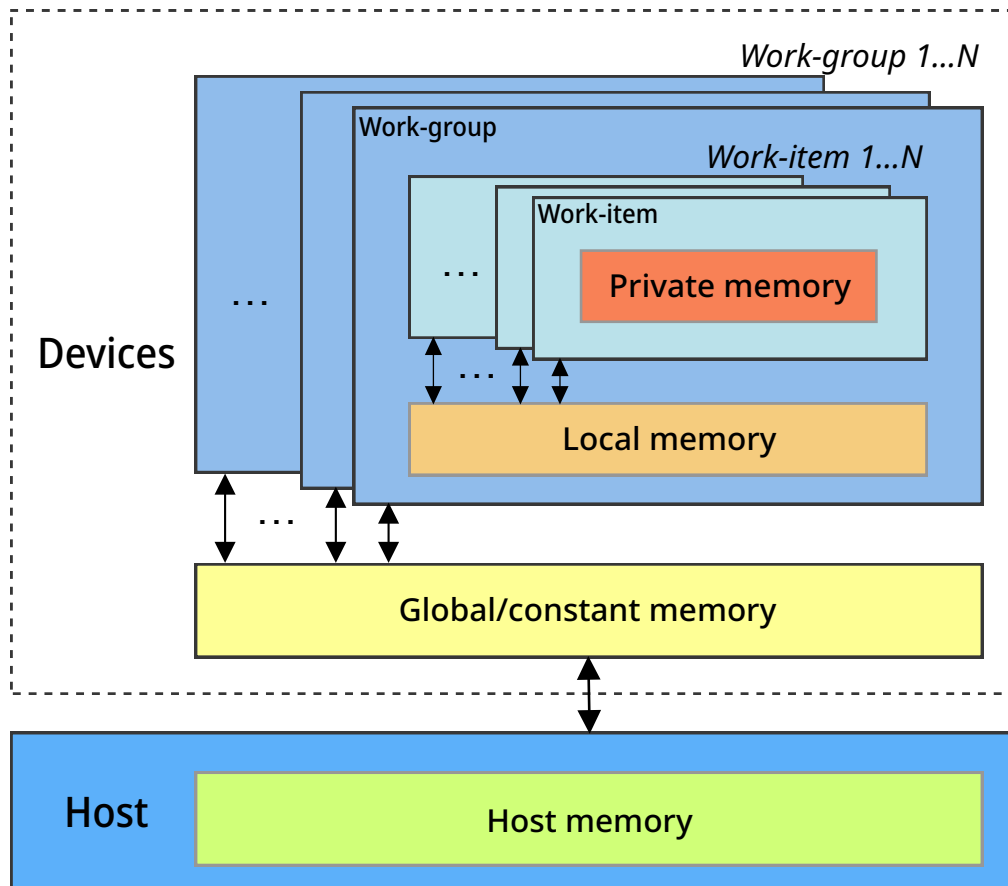 Work-group 1...N
Work-group
Work-item 1...N
Work-item
...
...
Private memory
Devices
...
Local memory
...
Global/constant memory
Host
Host memory